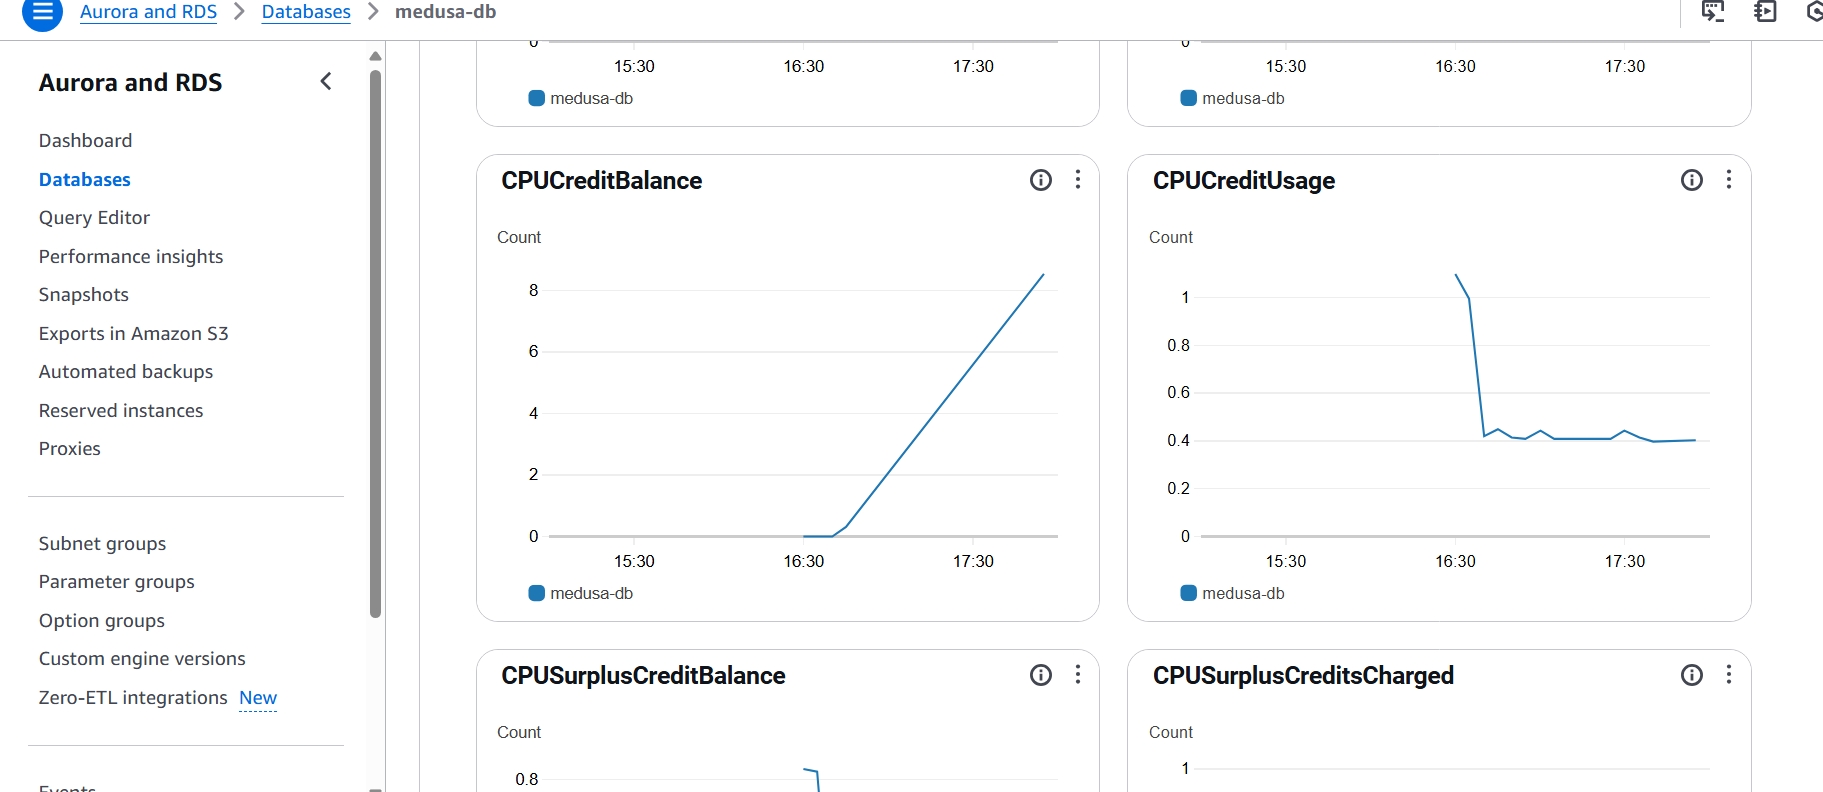 Aurora and RDS > Databases > medusa-db
Aurora and RDS
Dashboard
Databases
Query Editor
Performance insights
Snapshots
Exports in Amazon S3
Automated backups
Reserved instances
Proxies
Subnet groups
Parameter groups
Option groups
Custom engine versions
Zero-ETL integrations New
Events
0
15:30 16:30 17:30
medusa-db
0
15:30 16:30 17:30
medusa-db
CPUCreditBalance
Count
8
6
4
2
0
15:30 16:30 17:30
medusa-db
CPUCreditUsage
Count
1
0.8
0.6
0.4
0.2
0
15:30 16:30 17:30
medusa-db
CPUSurplusCreditBalance
Count
0.8
CPUSurplusCreditsCharged
Count
1